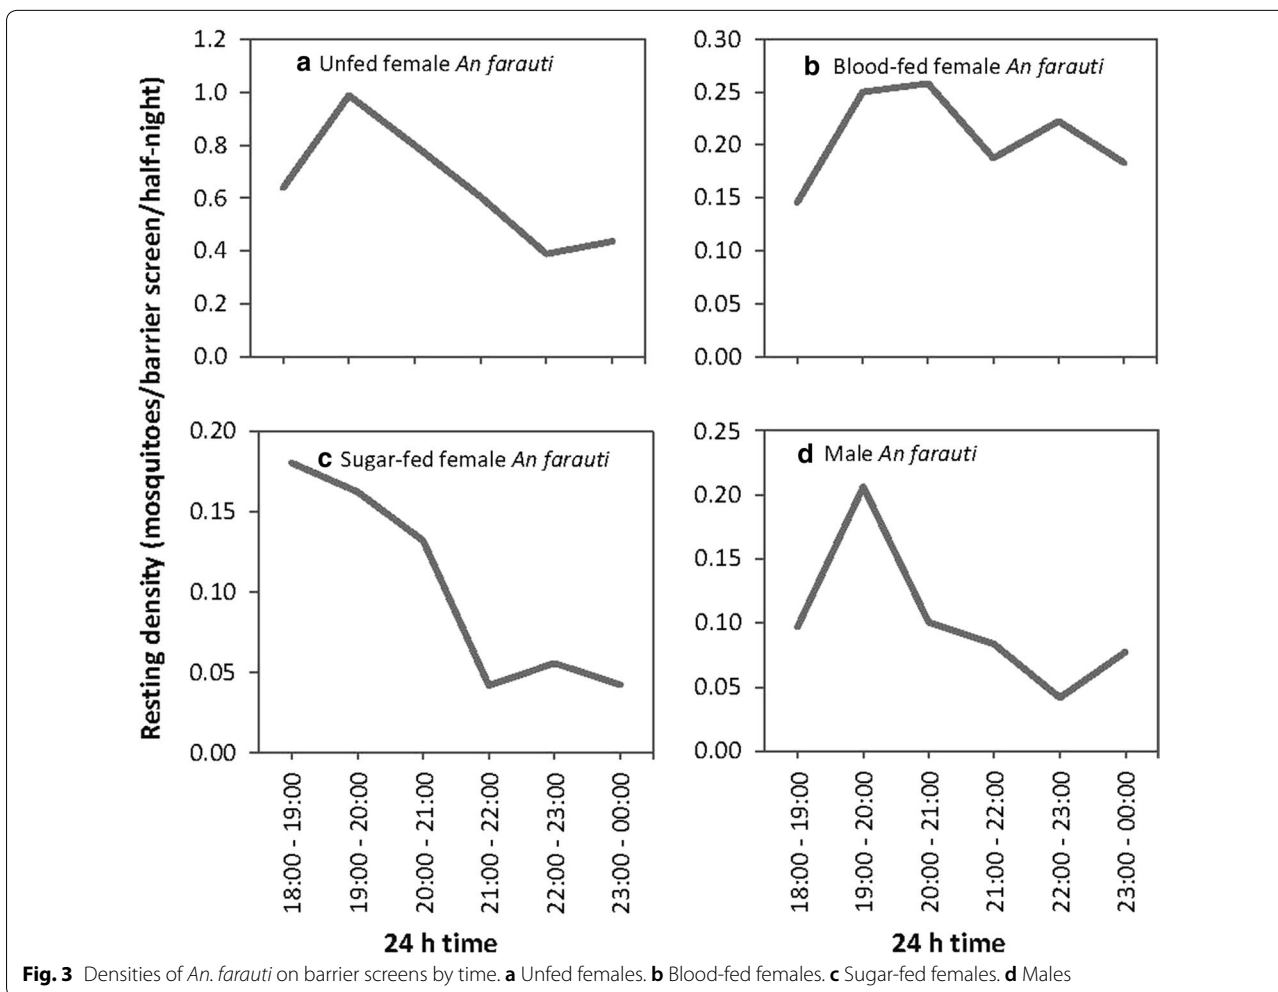 Resting density (mosquitoes/barrier screen/half-night)
a Unfed female An farauti
1.2
1.0
0.8
0.6
0.4
0.2
0.0
b Blood-fed female An farauti
0.30
0.25
0.20
0.15
0.10
0.05
0.00
c Sugar-fed female An farauti
0.20
0.15
0.10
0.05
0.00
18:00 - 19:00
19:00 - 20:00
20:00 - 21:00
21:00 - 22:00
22:00 - 23:00
23:00 - 00:00
24 h time
d Male An farauti
0.25
0.20
0.15
0.10
0.05
0.00
18:00 - 19:00
19:00 - 20:00
20:00 - 21:00
21:00 - 22:00
22:00 - 23:00
23:00 - 00:00
24 h time
Fig. 3 Densities of An. farauti on barrier screens by time. a Unfed females. b Blood-fed females. c Sugar-fed females. d Males